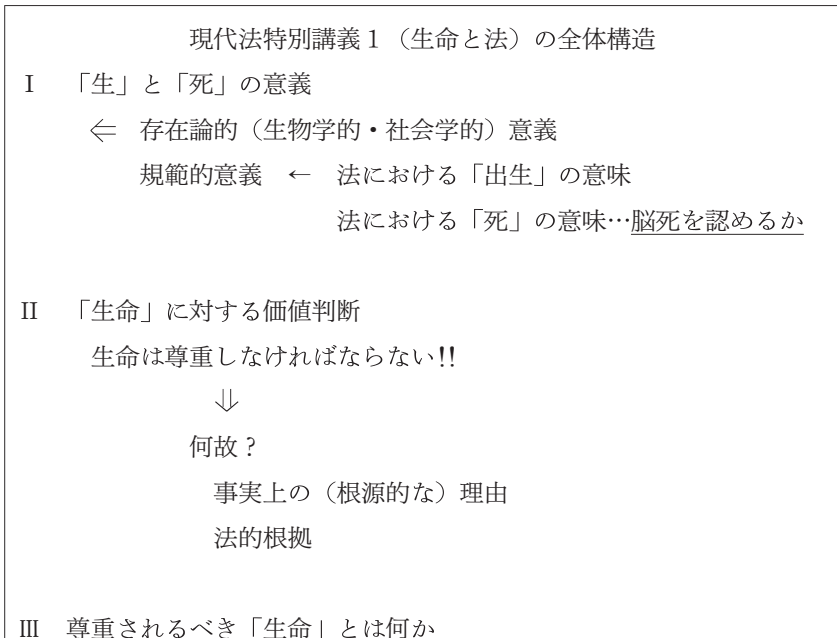 現代法特別講義1（生命と法）の全体構造
Ⅰ 「生」と「死」の意義
⇐ 存在論的（生物学的・社会学的）意義
規範的意義 ← 法における「出生」の意味
法における「死」の意味…脳死を認めるか
Ⅱ 「生命」に対する価値判断
生命は尊重しなければならない!!
⇓
何故？
事実上の（根源的な）理由
法的根拠
Ⅲ 尊重されるべき「生命」とは何か